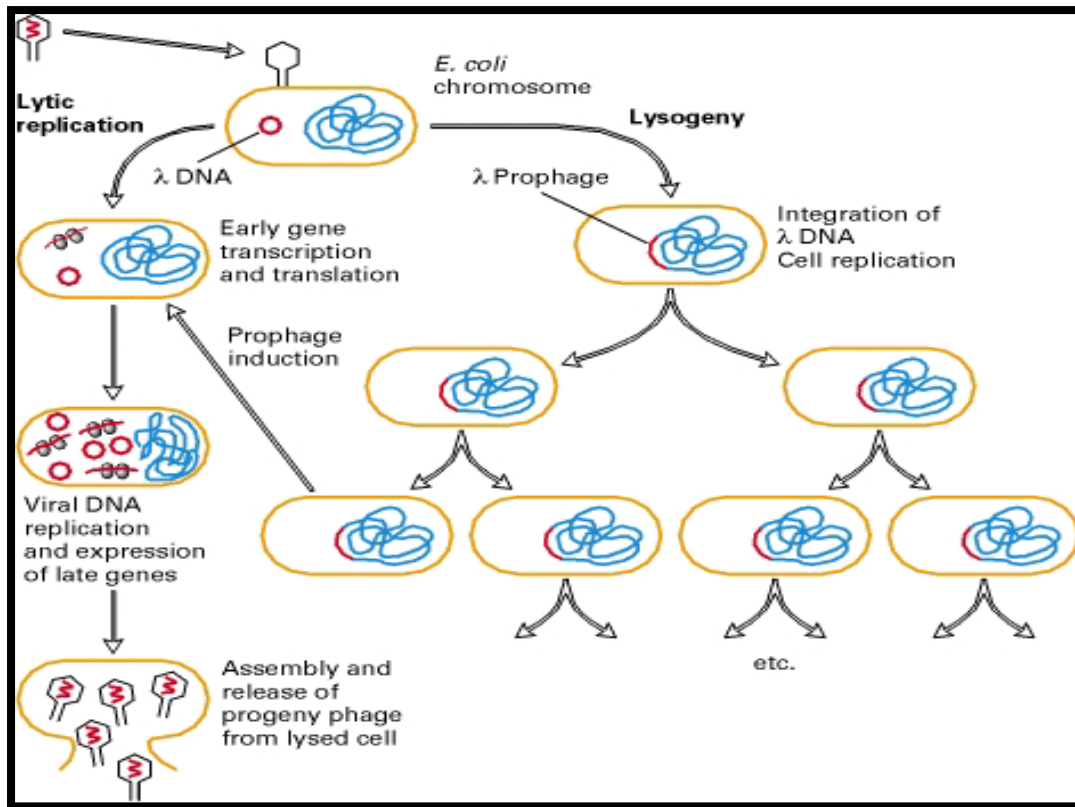 Lytic
replication
E. coli
chromosome
Lysogeny
λ DNA
λ Prophage
Early gene
transcription
and translation
Integration of
λ DNA
Cell replication
Prophage
induction
Viral DNA
replication
and expression
of late genes
Assembly and
release of
progeny phage
from lysed cell
etc.